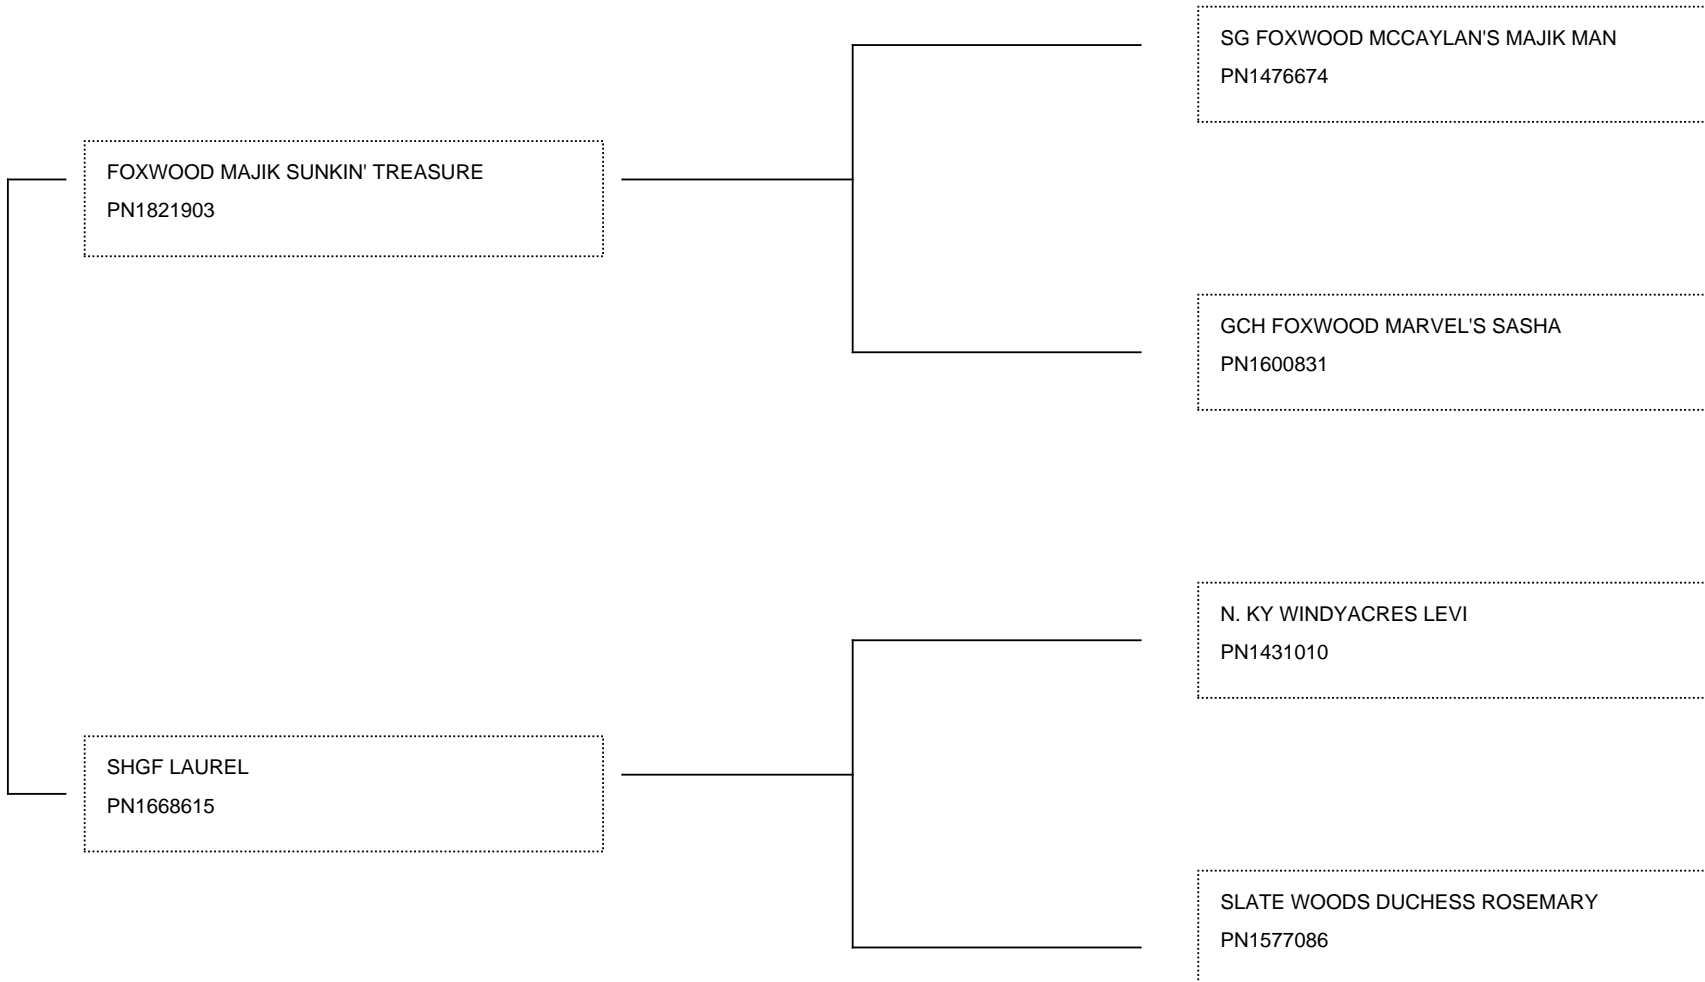 SG FOXWOOD MCCAYLAN'S MAJIK MAN
PN1476674
FOXWOOD MAJIK SUNKIN' TREASURE
PN1821903
GCH FOXWOOD MARVEL'S SASHA
PN1600831
N. KY WINDYACRES LEVI
PN1431010
SHGF LAUREL
PN1668615
SLATE WOODS DUCHESS ROSEMARY
PN1577086